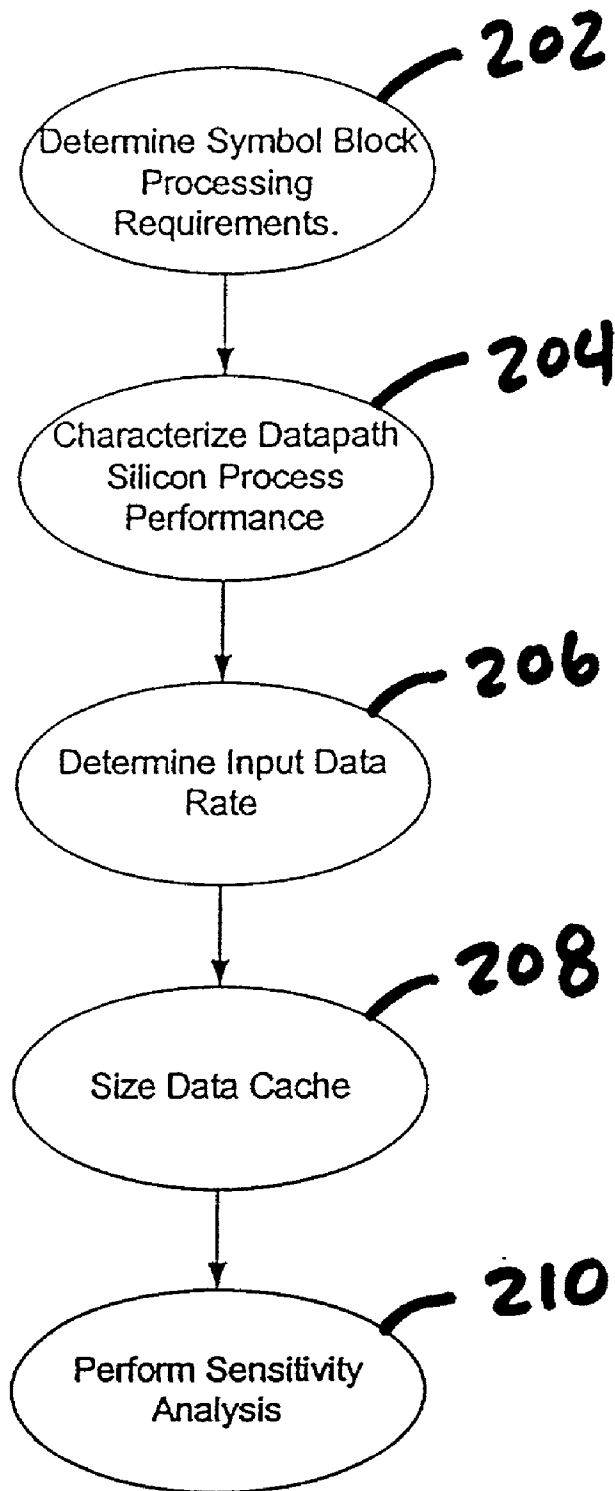 202
Determine Symbol Block
Processing
Requirements.
204
Characterize Datapath
Silicon Process
Performance
206
Determine Input Data
Rate
208
Size Data Cache
210
Perform Sensitivity
Analysis